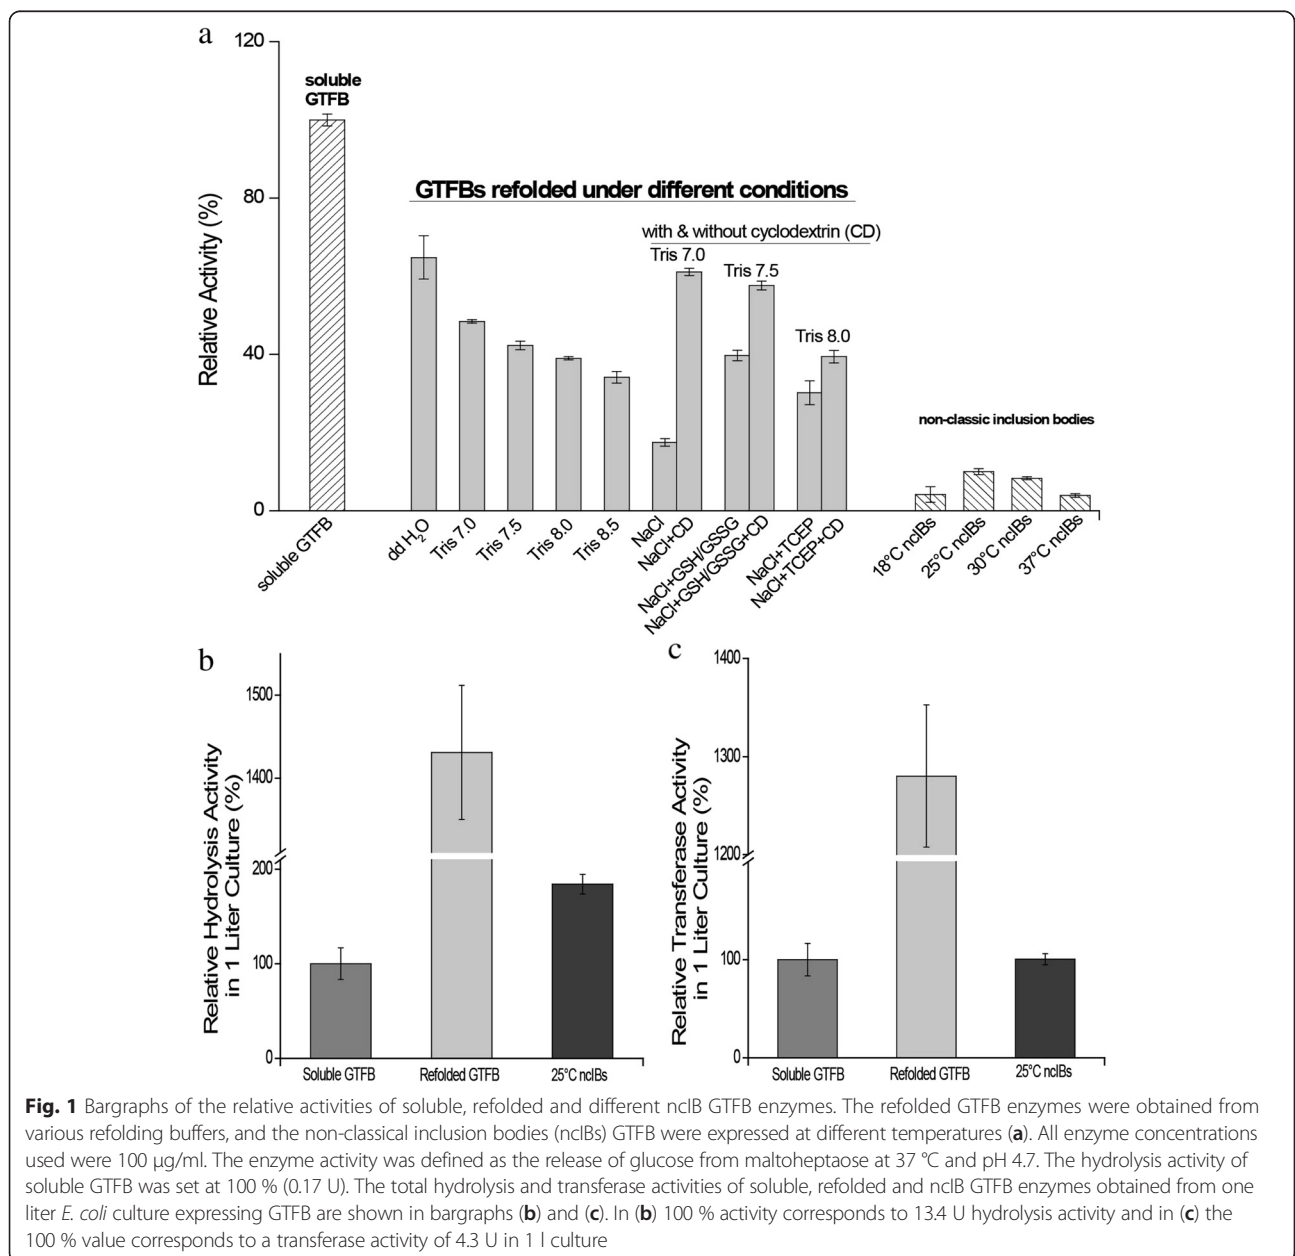 a
120
80
40
0
Relative Activity (%)
soluble
GTFB
GTFBs refolded under different conditions
with & without cyclodextrin (CD)
Tris 7.0
Tris 7.5
Tris 8.0
non-classic inclusion bodies
soluble GTFB
dd H₂O
Tris 7.0
Tris 7.5
Tris 8.0
Tris 8.5
NaCl
NaCl+CD
NaCl+GSH/GSSG
NaCl+GSH/GSSG+CD
NaCl+TCEP
NaCl+TCEP+CD
18°C ncIBs
25°C ncIBs
30°C ncIBs
37°C ncIBs
b
Relative Hydrolysis Activity
in 1 Liter Culture (%)
1500
1400
200
100
0
Soluble GTFB
Refolded GTFB
25°C ncIBs
c
Relative Transferase Activity
in 1 Liter Culture (%)
1400
1300
1200
100
0
Soluble GTFB
Refolded GTFB
25°C ncIBs
Fig. 1 Bargraphs of the relative activities of soluble, refolded and different ncIB GTFB enzymes. The refolded GTFB enzymes were obtained from
various refolding buffers, and the non-classical inclusion bodies (ncIBs) GTFB were expressed at different temperatures (a). All enzyme concentrations
used were 100 μg/ml. The enzyme activity was defined as the release of glucose from maltoheptaose at 37 °C and pH 4.7. The hydrolysis activity of
soluble GTFB was set at 100 % (0.17 U). The total hydrolysis and transferase activities of soluble, refolded and ncIB GTFB enzymes obtained from one
liter E. coli culture expressing GTFB are shown in bargraphs (b) and (c). In (b) 100 % activity corresponds to 13.4 U hydrolysis activity and in (c) the
100 % value corresponds to a transferase activity of 4.3 U in 1 l culture